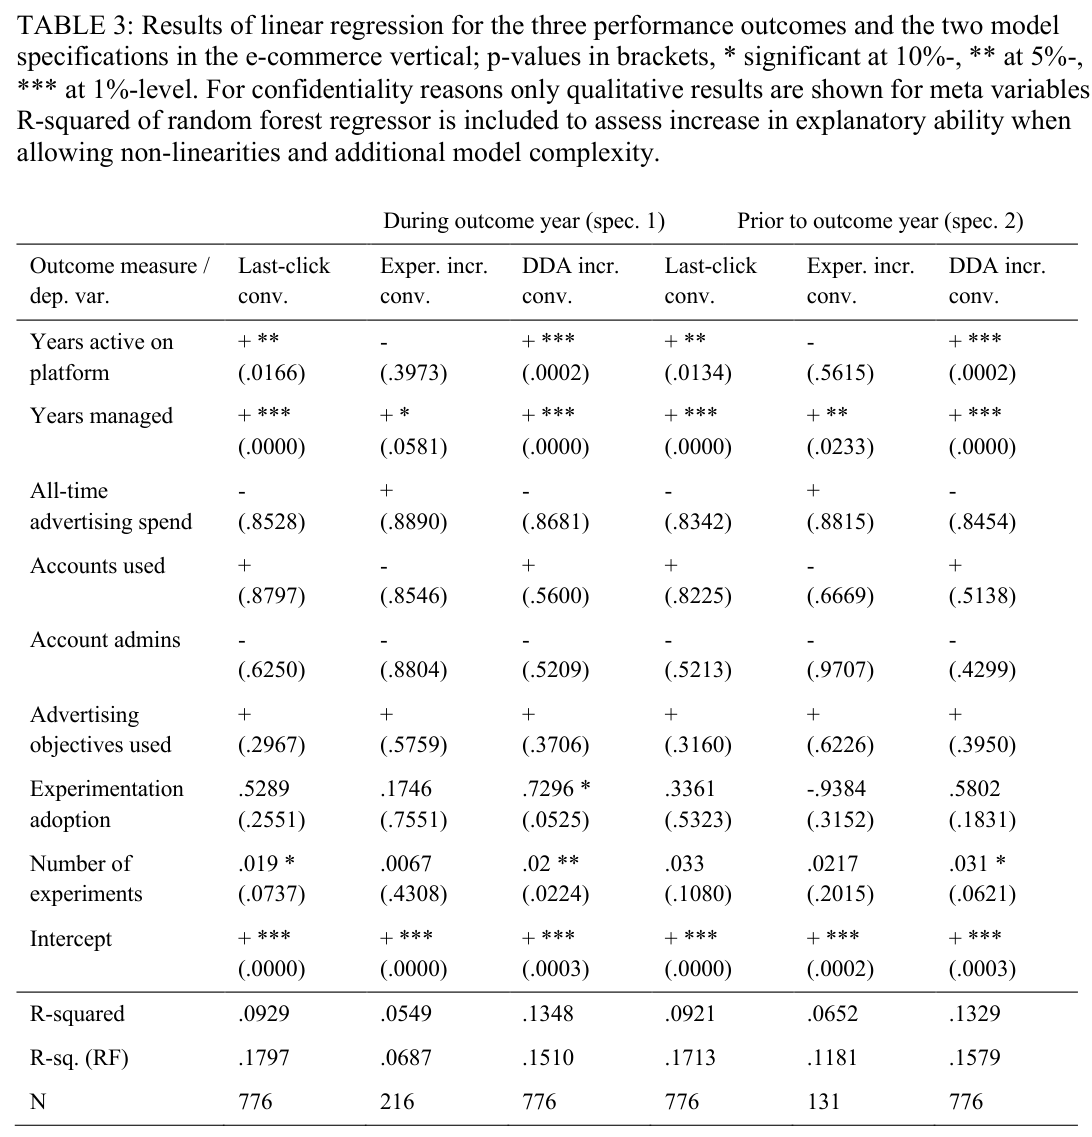 TABLE 3: Results of linear regression for the three performance outcomes and the two model
specifications in the e-commerce vertical; p-values in brackets, * significant at 10%-, ** at 5%-,
*** at 1%-level. For confidentiality reasons only qualitative results are shown for meta variables
R-squared of random forest regressor is included to assess increase in explanatory ability when
allowing non-linearities and additional model complexity.
During outcome year (spec. 1) Prior to outcome year (spec. 2)
Outcome measure / Last-click Exper. incr. DDA incr. Last-click Exper. incr. DDA incr.
dep. var. conv. conv. conv. conv. conv. conv.
Years active on + ** - + *** + ** - + ***
platform (.0166) (.3973) (.0002) (.0134) (.5615) (.0002)
Years managed + *** + * + *** + *** + ** + ***
(.0000) (.0581) (.0000) (.0000) (.0233) (.0000)
All-time - + - - + -
advertising spend (.8528) (.8890) (.8681) (.8342) (.8815) (.8454)
Accounts used + - + + - +
(.8797) (.8546) (.5600) (.8225) (.6669) (.5138)
Account admins - - - - - -
(.6250) (.8804) (.5209) (.5213) (.9707) (.4299)
Advertising + + + + + +
objectives used (.2967) (.5759) (.3706) (.3160) (.6226) (.3950)
Experimentation .5289 .1746 .7296 * .3361 -.9384 .5802
adoption (.2551) (.7551) (.0525) (.5323) (.3152) (.1831)
Number of .019 * .0067 .02 ** .033 .0217 .031 *
experiments (.0737) (.4308) (.0224) (.1080) (.2015) (.0621)
Intercept + *** + *** + *** + *** + *** + ***
(.0000) (.0000) (.0003) (.0000) (.0002) (.0003)
R-squared .0929 .0549 .1348 .0921 .0652 .1329
R-sq. (RF) .1797 .0687 .1510 .1713 .1181 .1579
N 776 216 776 776 131 776